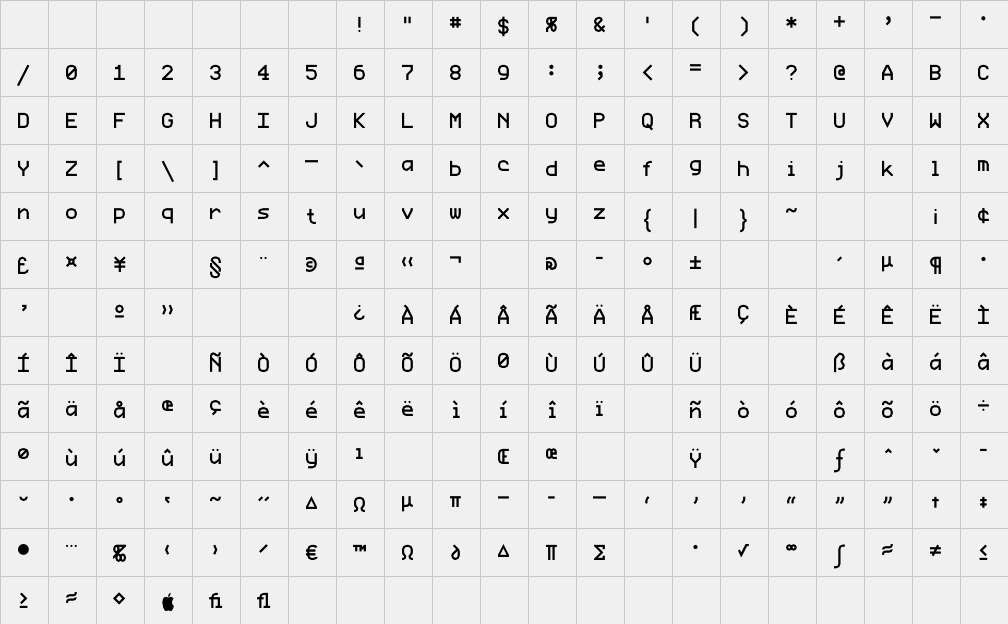 ! " # $ % & ' ( ) * + , - .
/ 0 1 2 3 4 5 6 7 8 9 : ; < = > ? @ A B C
D E F G H I J K L M N O P Q R S T U V W X
Y Z [ \ ] ^ _ ` a b c d e f g h i j k l m
n o p q r s t u v w x y z { | } ~ i ¢
£ ¤ ¥ § ¨ © ª « ¬ ® ¯ ° ± ´ µ ¶ ·
¸ º » ¿ À Á Â Ã Ä Å Æ Ç È É Ê Ë Ì
Í Î Ï Ñ Ò Ó Ô Õ Ö Ø Ù Ú Û Ü ß à á â
ã ä å æ ç è é ê ë ì í î ï ñ ò ó ô õ ö ÷
ø ù ú û ü ÿ ı Œ œ Ÿ ƒ ˆ ˇ ˉ
˘ ˙ ˚ ˛ ˜ ˝ Δ Ω μ π – - — ‘ ’ ‚ “ ” „ † ‡
• … ‰ ‹ › ⁄ € ™ Ω ∂ ∆ ∏ ∑ · √ ∞ ∫ ≈ ≠ ≤
≥ ≈ ◊  fi fl